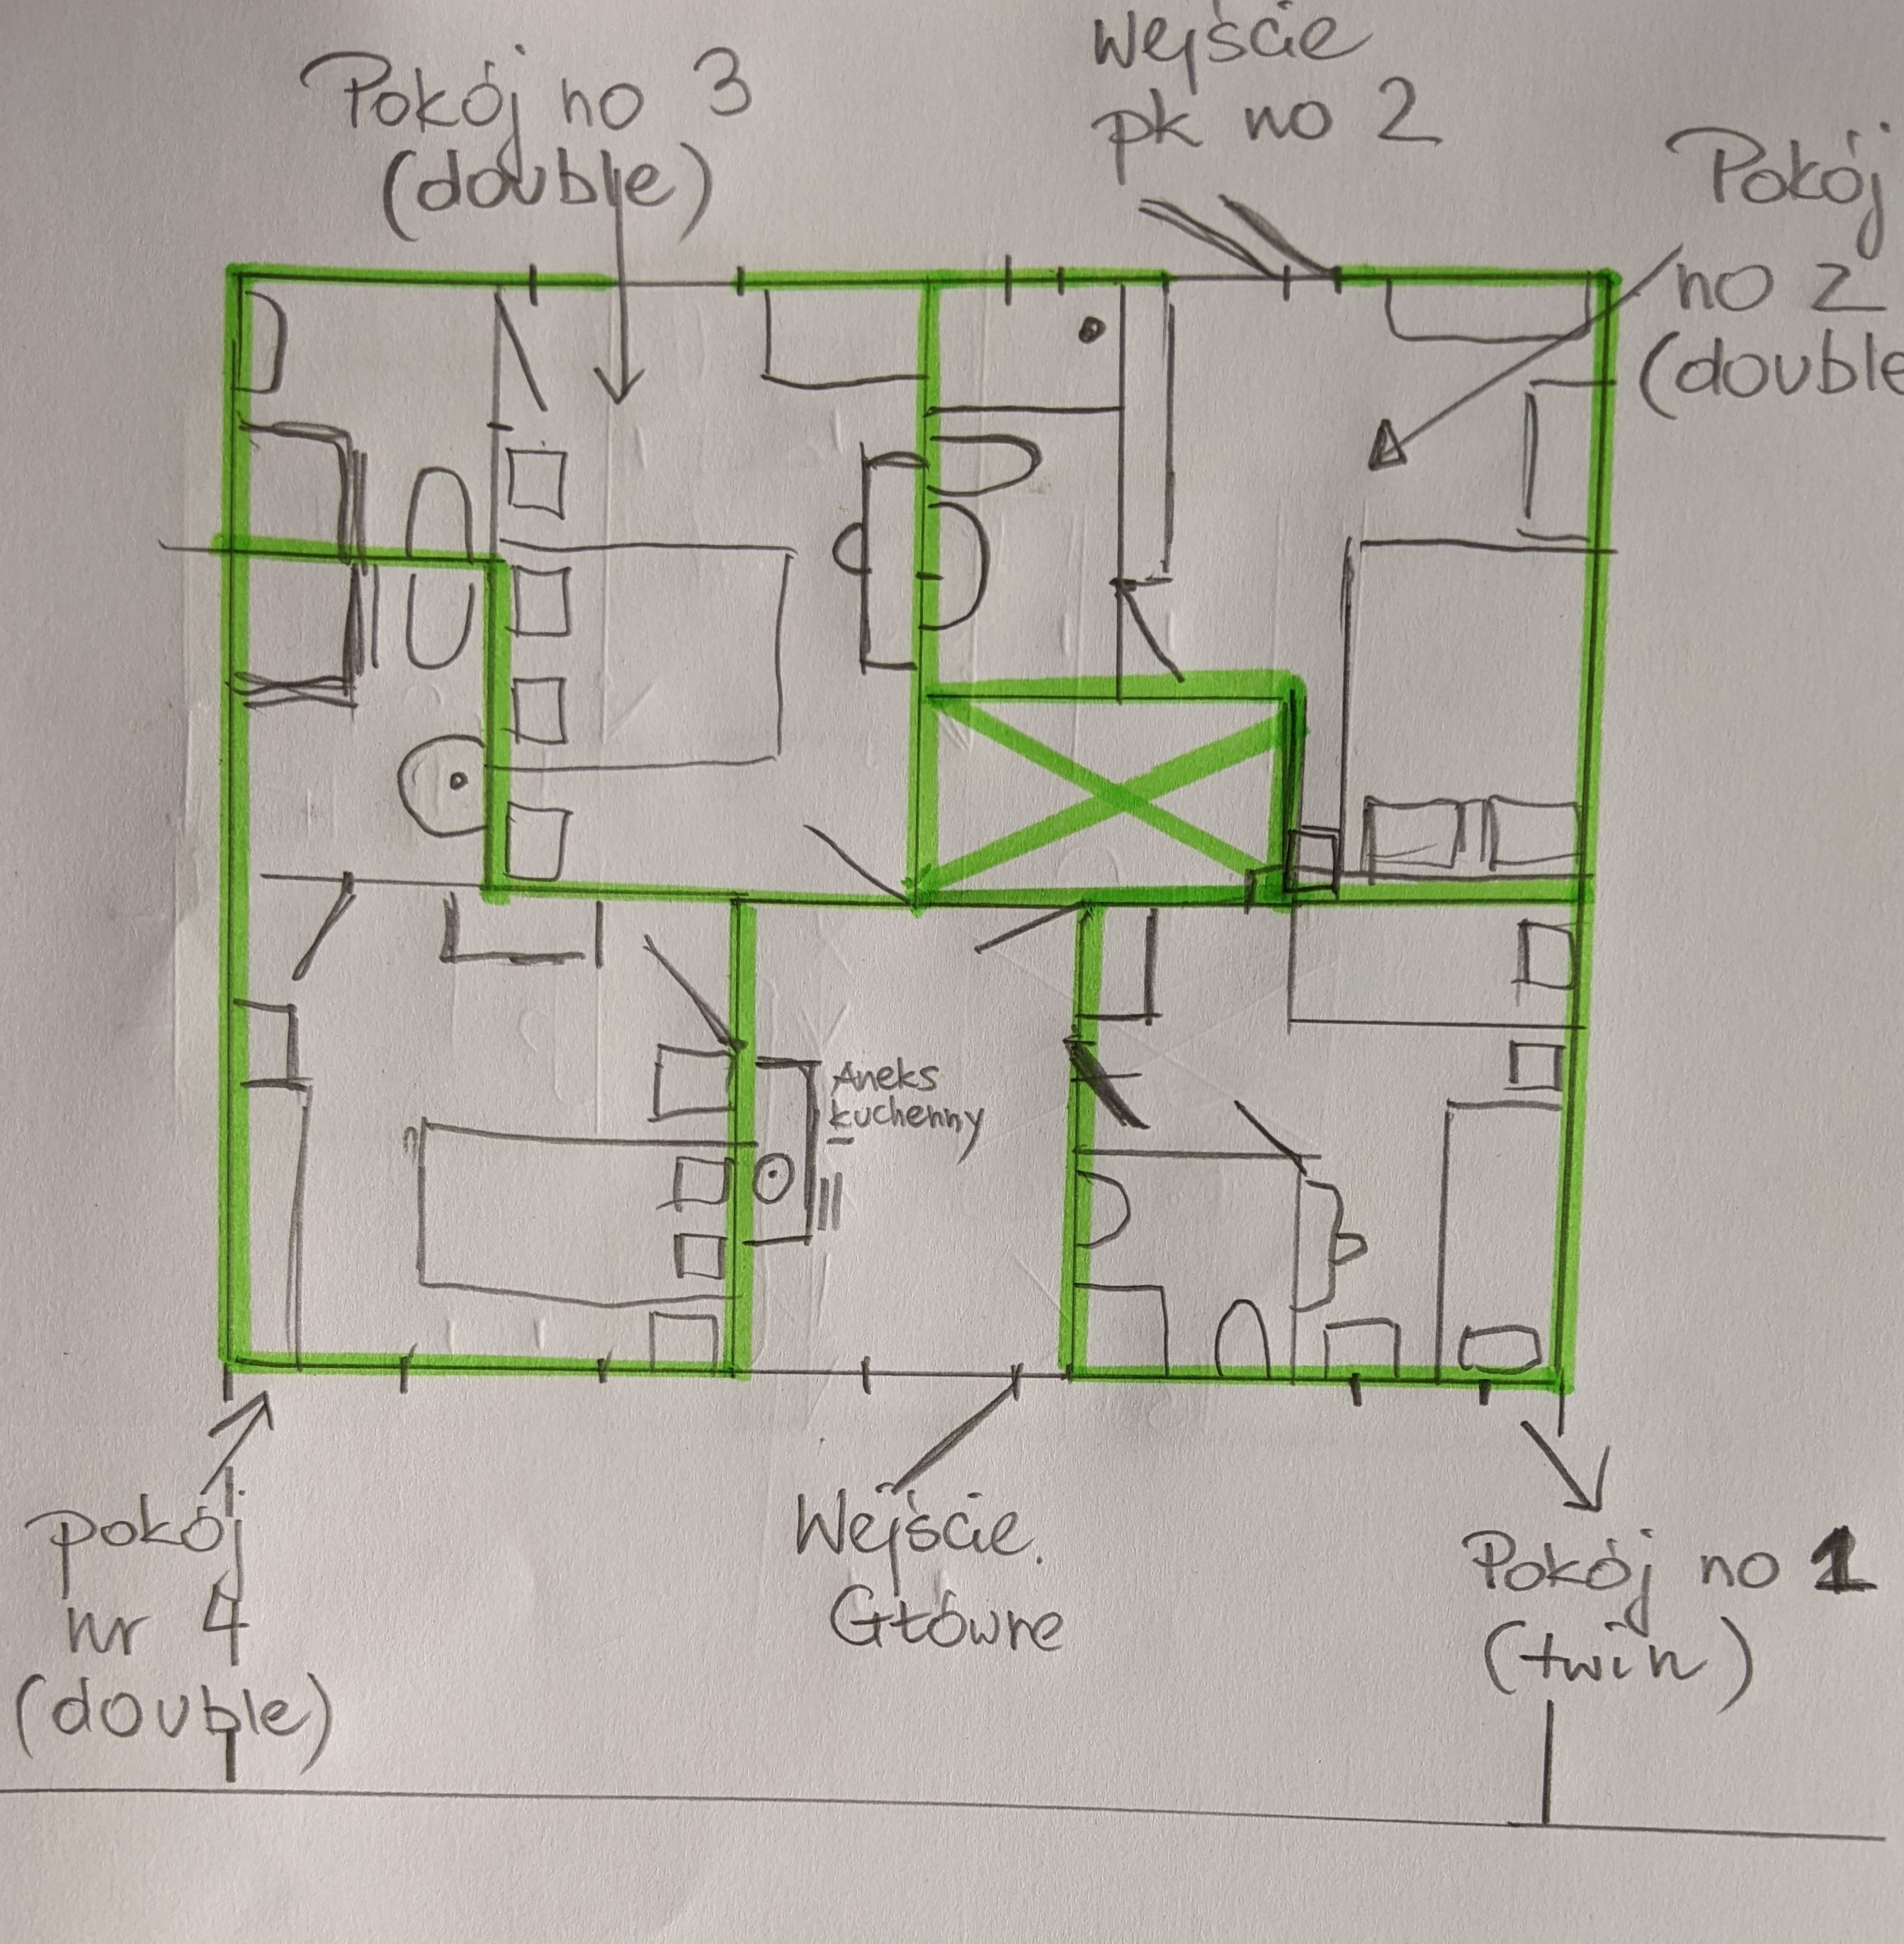 Pokój no 3
(double)
Wejście
pk no 2
Pokój
no 2
(double
Aneks
kuchenny
pokój
nr 4
(double)
Wejście.
Główne
Pokój no 1
(twin)